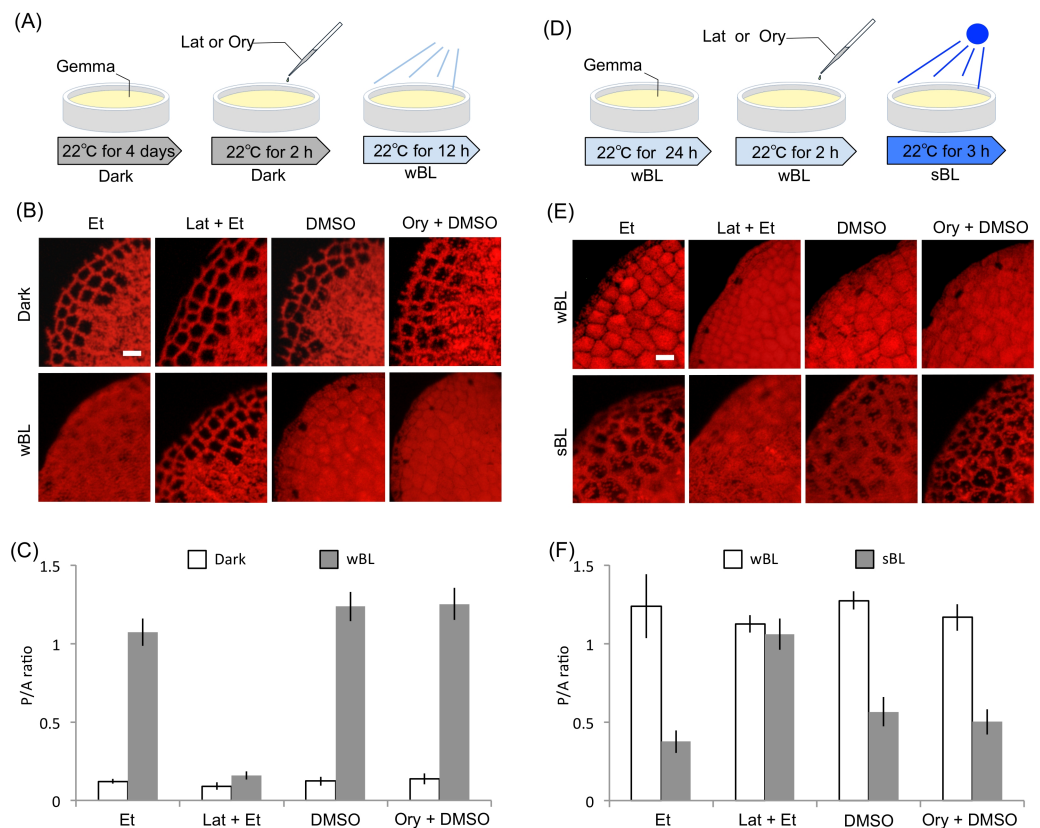 (A)
Lat or Ory
Gemma
22℃ for 4 days
22℃ for 2 h
22℃ for 12 h
Dark
Dark
wBL
(D)
Lat or Ory
Gemma
22℃ for 24 h
22℃ for 2 h
22℃ for 3 h
wBL
wBL
sBL
(B)
Et
Lat + Et
DMSO
Ory + DMSO
Dark
wBL
(E)
Et
Lat + Et
DMSO
Ory + DMSO
wBL
sBL
(C)
Dark
wBL
1.5
1
0.5
0
P/A ratio
Et
Lat + Et
DMSO
Ory + DMSO
(F)
wBL
sBL
1.5
1
0.5
0
P/A ratio
Et
Lat + Et
DMSO
Ory + DMSO